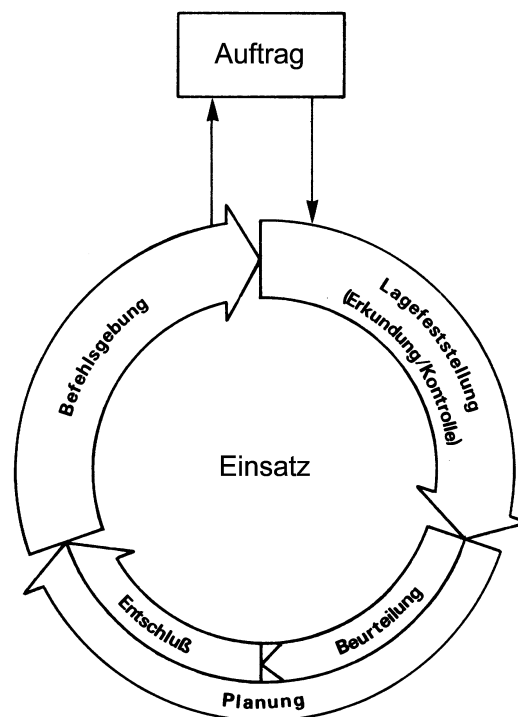 Auftrag
Lagefeststellung
(Erkundung/Kontrolle)
Befehlsgebung
Einsatz
Beurteilung
Entschluß
Planung